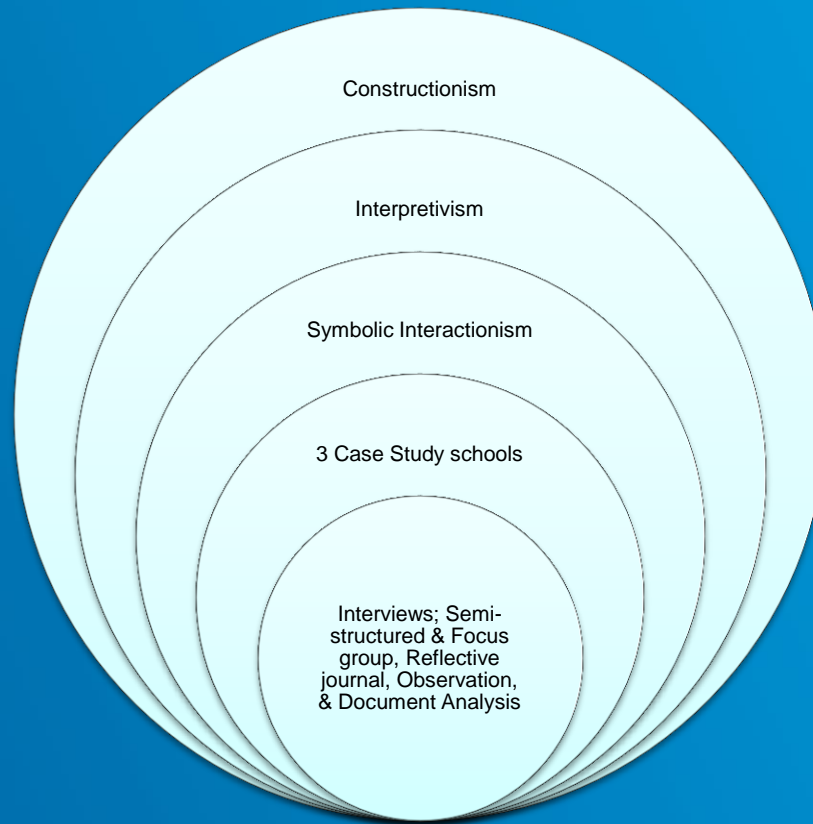 Constructionism
Interpretivism
Symbolic Interactionism
3 Case Study schools
Interviews; Semi-
structured & Focus
group, Reflective
journal, Observation,
& Document Analysis